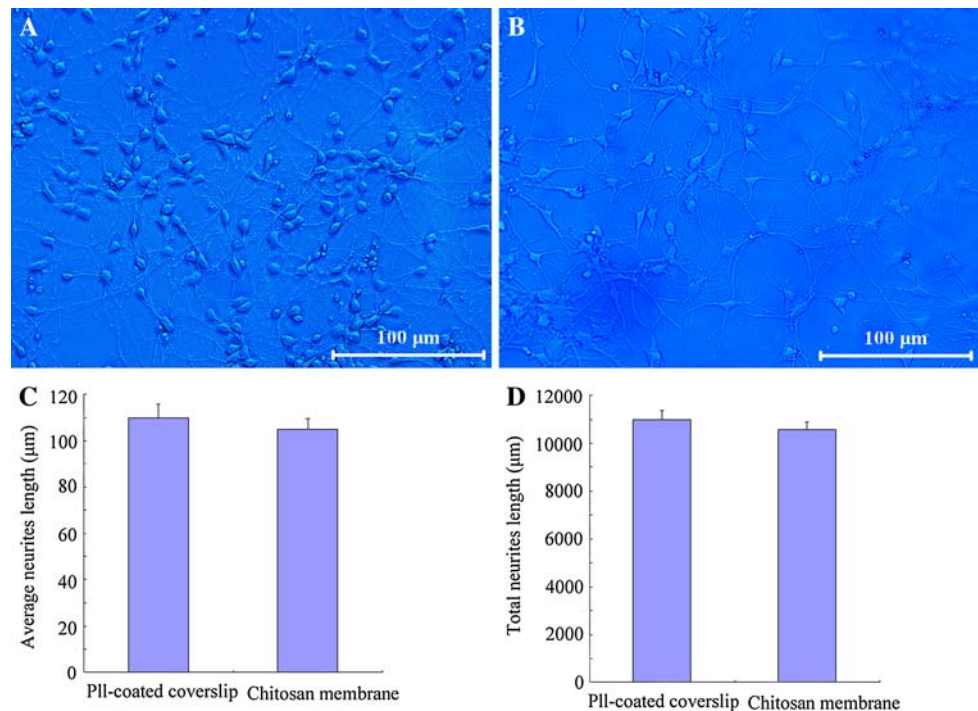 A
B
100 µm
100 µm
C
D
Average neurites length (µm)
120
100
80
60
40
20
0
Pll-coated coverslip
Chitosan membrane
Total neurites length (µm)
12000
10000
8000
6000
4000
2000
0
Pll-coated coverslip
Chitosan membrane